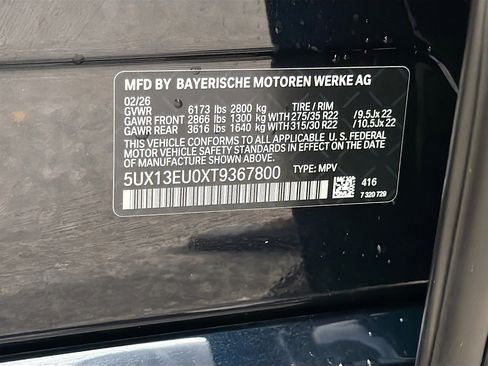 MFD BY BAYERISCHE MOTOREN WERKE AG
02/26
GVWR 6173 lbs 2800 kg TIRE / RIM
GAWR FRONT 2866 lbs 1300 kg WITH 275/35 R22 / 9.5Jx22
GAWR REAR 3616 lbs 1640 kg WITH 315/30 R22 / 10.5Jx22
THIS VEHICLE CONFORMS TO ALL APPLICABLE U.S. FEDERAL
MOTOR VEHICLE SAFETY STANDARDS IN EFFECT
ON THE DATE OF MANUFACTURE SHOWN ABOVE.
5UX13EU0XT9367800 TYPE: MPV
416
7 320 729